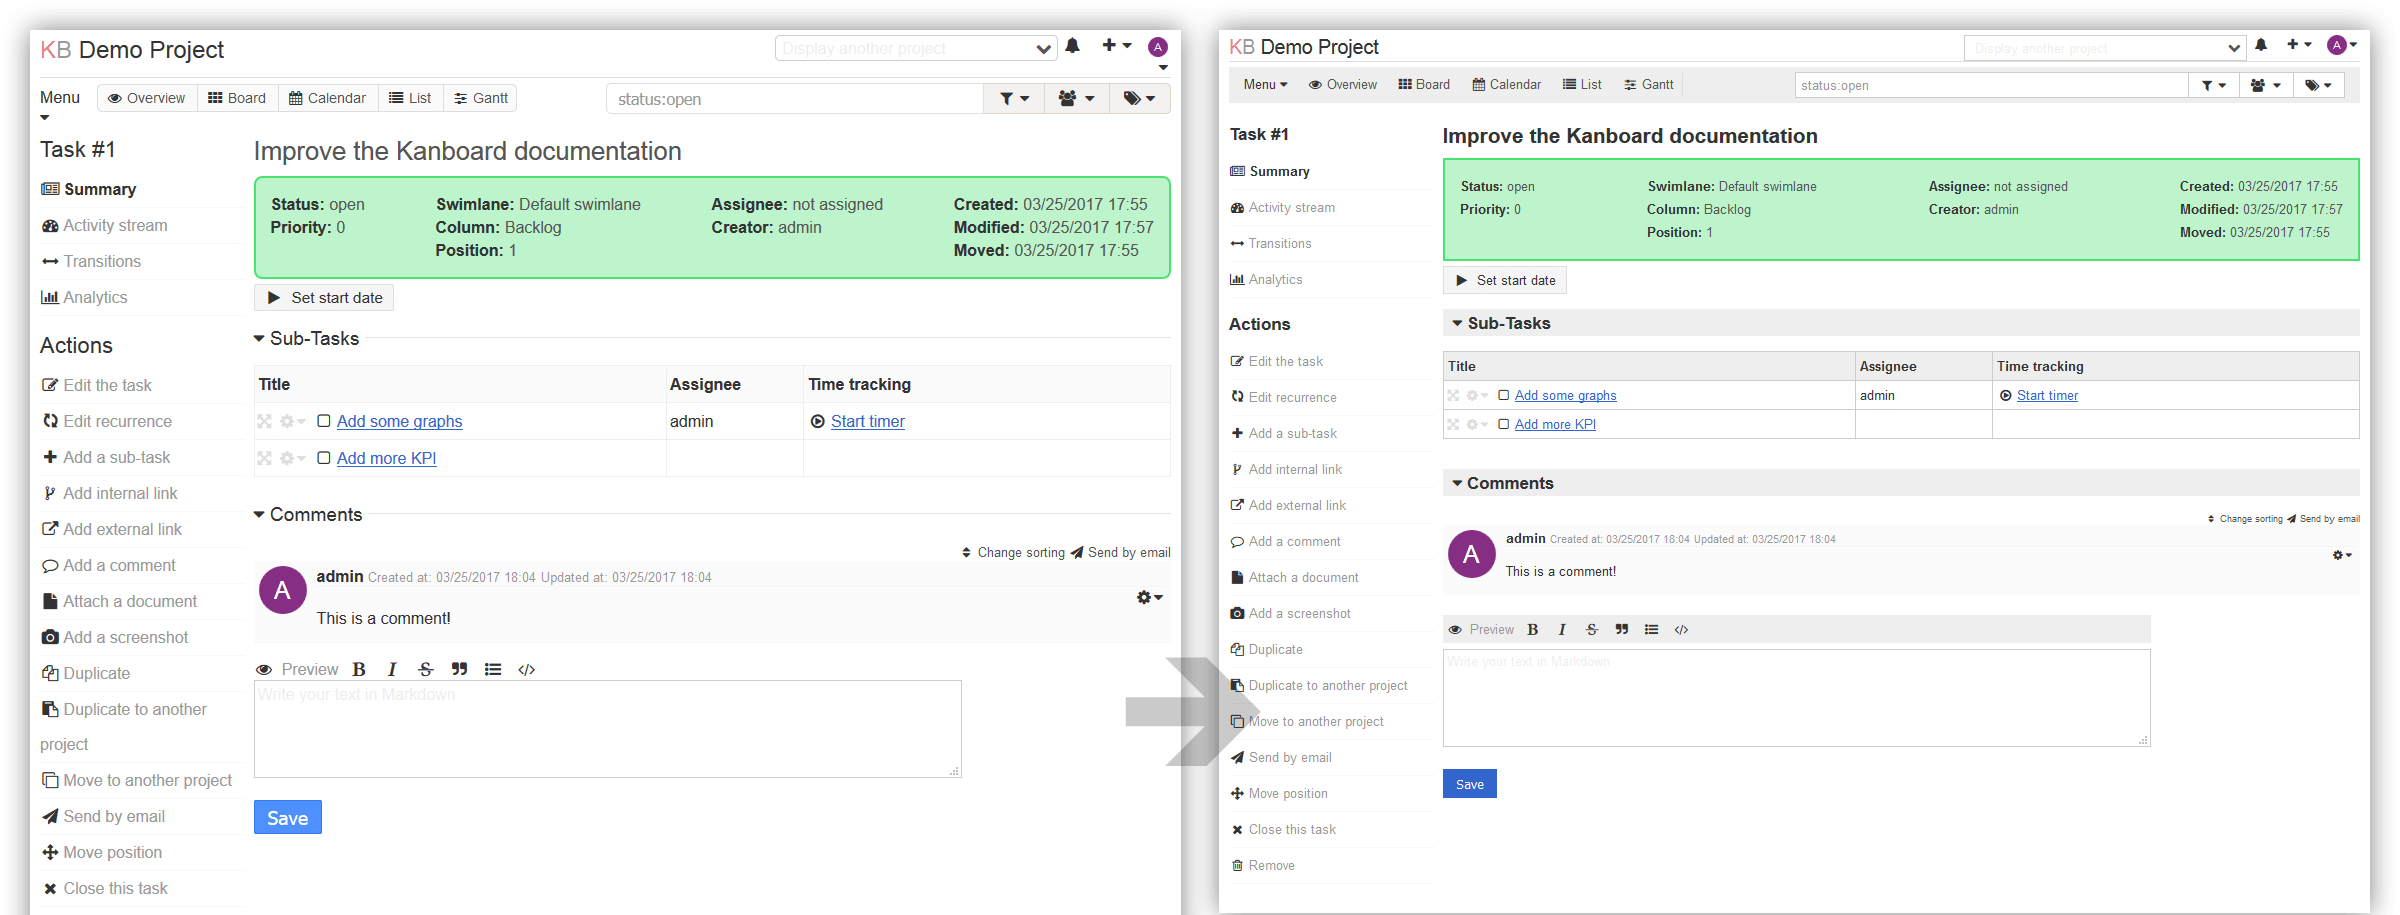 KB Demo Project
Display another project
A
Menu
Overview
Board
Calendar
List
Gantt
status:open
Task #1
Summary
Activity stream
Transitions
Analytics
Actions
Edit the task
Edit recurrence
Add a sub-task
Add internal link
Add external link
Add a comment
Attach a document
Add a screenshot
Duplicate
Duplicate to another
project
Move to another project
Send by email
Move position
Close this task
Improve the Kanboard documentation
Status: open
Priority: 0
Swimlane: Default swimlane
Column: Backlog
Position: 1
Assignee: not assigned
Creator: admin
Created: 03/25/2017 17:55
Modified: 03/25/2017 17:57
Moved: 03/25/2017 17:55
Set start date
Sub-Tasks
Title Assignee Time tracking
Add some graphs admin Start timer
Add more KPI
Comments
Change sorting Send by email
A
admin Created at: 03/25/2017 18:04 Updated at: 03/25/2017 18:04
This is a comment!
Preview B I S </>
Write your text in Markdown
Save
KB Demo Project
Display another project
A
Menu
Overview
Board
Calendar
List
Gantt
status:open
Task #1
Summary
Activity stream
Transitions
Analytics
Actions
Edit the task
Edit recurrence
Add a sub-task
Add internal link
Add external link
Add a comment
Attach a document
Add a screenshot
Duplicate
Duplicate to another project
Move to another project
Send by email
Move position
Close this task
Remove
Improve the Kanboard documentation
Status: open
Priority: 0
Swimlane: Default swimlane
Column: Backlog
Position: 1
Assignee: not assigned
Creator: admin
Created: 03/25/2017 17:55
Modified: 03/25/2017 17:57
Moved: 03/25/2017 17:55
Set start date
Sub-Tasks
Title Assignee Time tracking
Add some graphs admin Start timer
Add more KPI
Comments
Change sorting Send by email
A
admin Created at: 03/25/2017 18:04 Updated at: 03/25/2017 18:04
This is a comment!
Preview B I S </>
Write your text in Markdown
Save